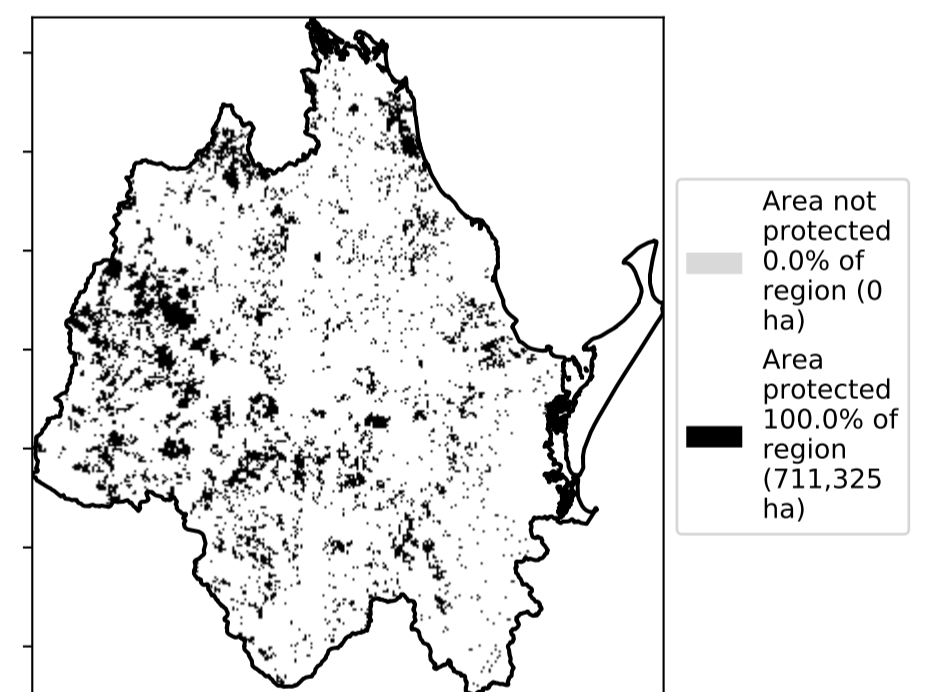 Area not
protected
0.0% of
region (0
ha)
Area
protected
100.0% of
region
(711,325
ha)